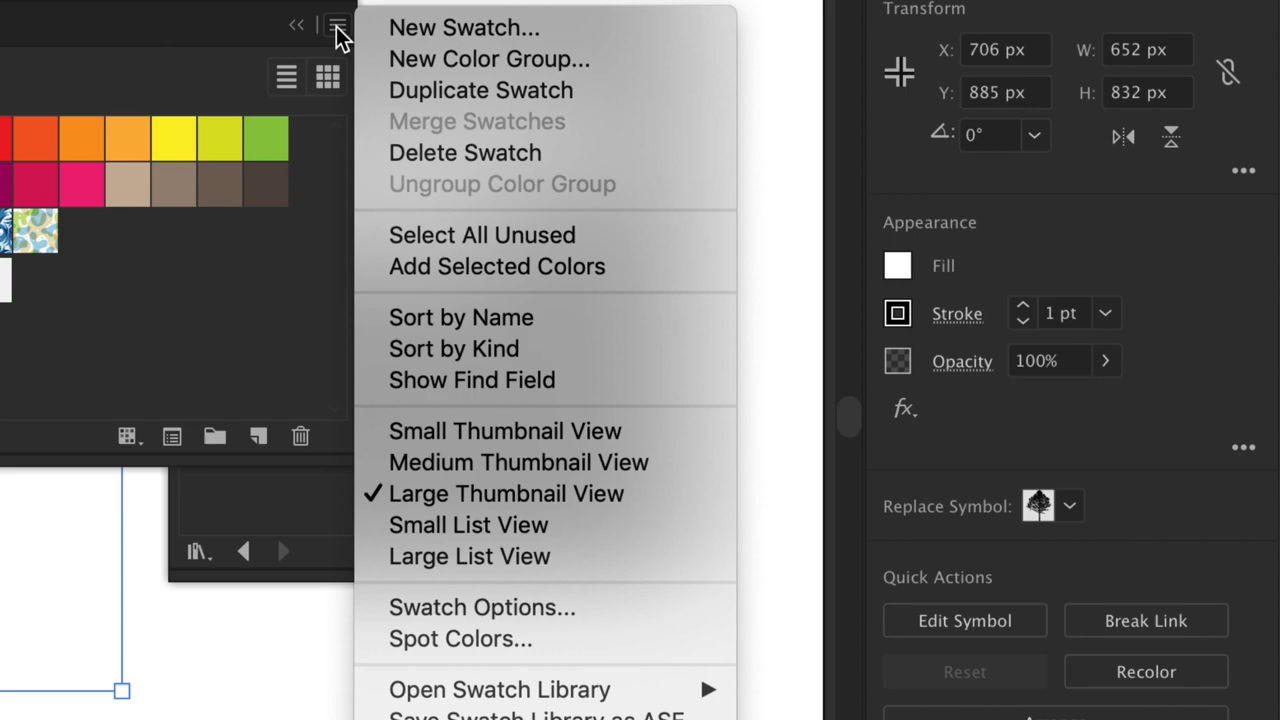 New Swatch...
New Color Group...
Duplicate Swatch
Merge Swatches
Delete Swatch
Ungroup Color Group
Select All Unused
Add Selected Colors
Sort by Name
Sort by Kind
Show Find Field
Small Thumbnail View
Medium Thumbnail View
Large Thumbnail View
Small List View
Large List View
Swatch Options...
Spot Colors...
Open Swatch Library
Save Swatch Library as ASE
Transform
X: 706 px W: 652 px
Y: 885 px H: 832 px
0°
Appearance
Fill
Stroke 1 pt
Opacity 100%
fx
Replace Symbol:
Quick Actions
Edit Symbol Break Link
Reset Recolor